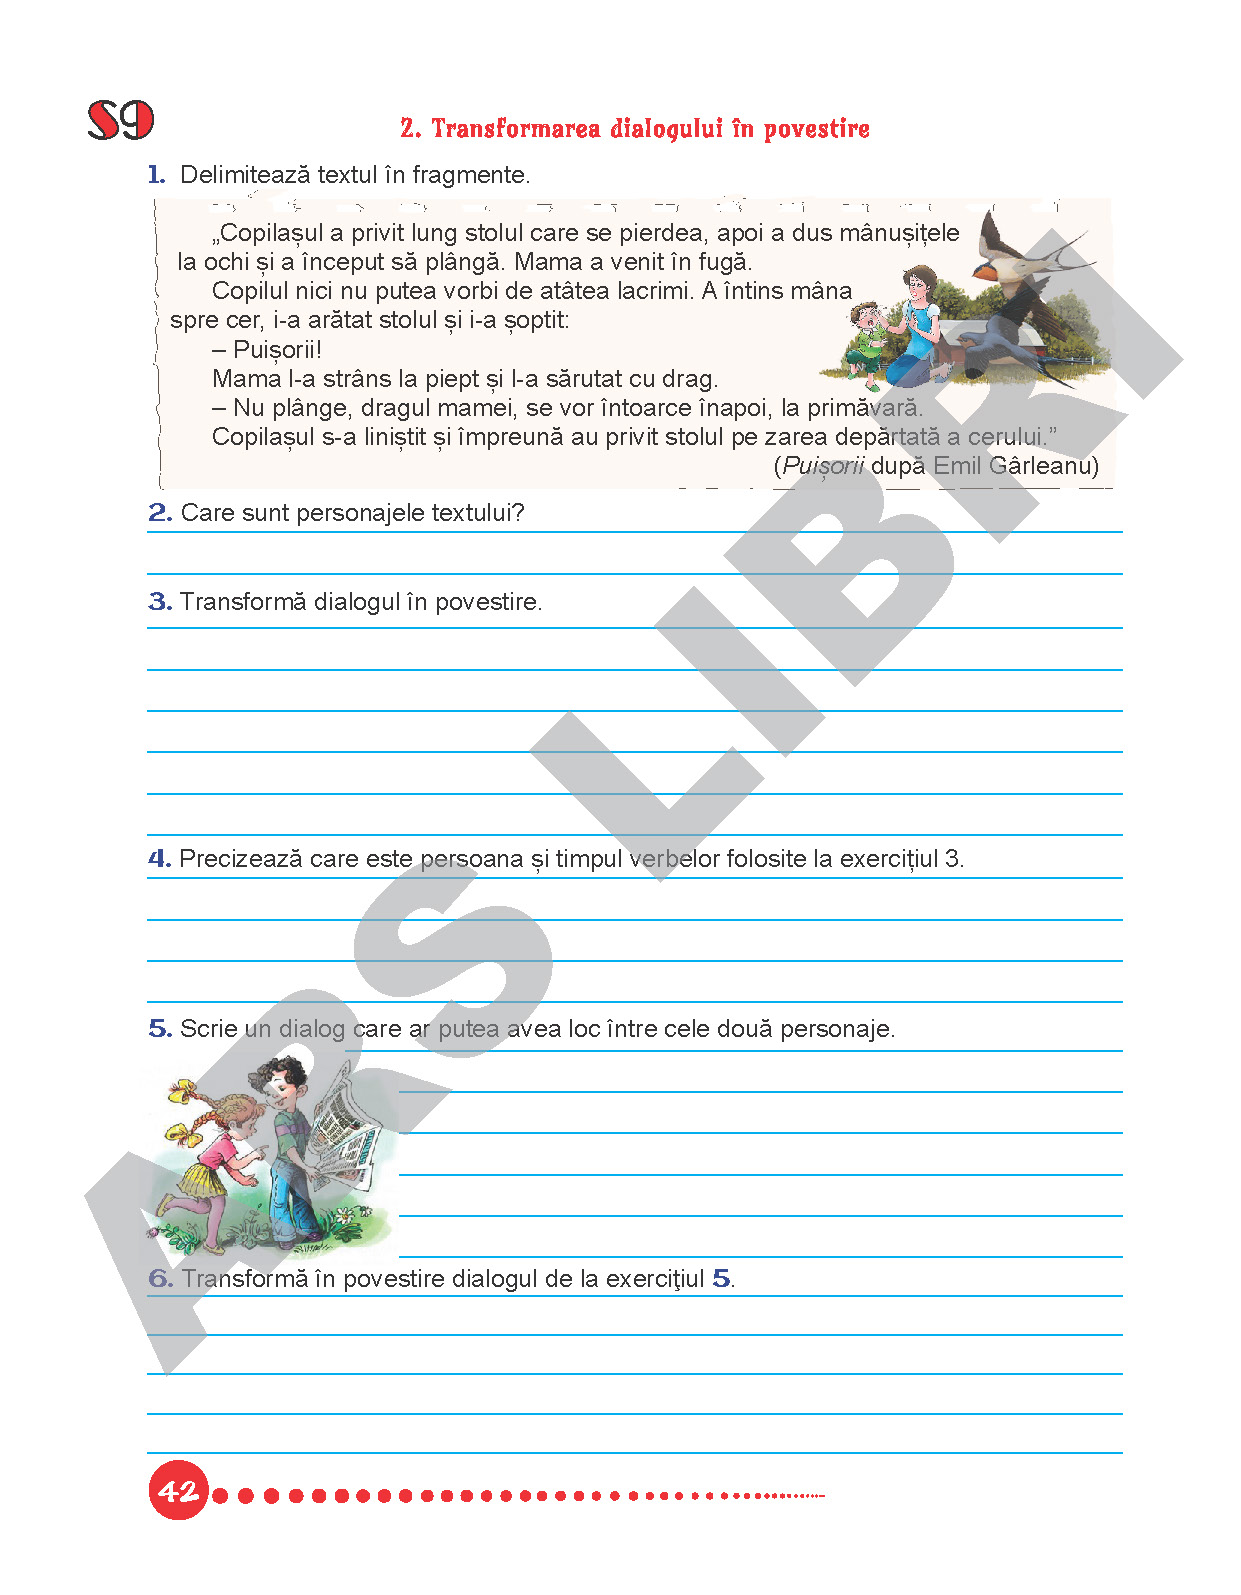 S9
2. Transformarea dialogului în povestire
1. Delimitează textul în fragmente.
„Copilașul a privit lung stolul care se pierdea, apoi a dus mânușițele
la ochi și a început să plângă. Mama a venit în fugă.
Copilul nici nu putea vorbi de atâtea lacrimi. A întins mâna
spre cer, i-a arătat stolul și i-a șoptit:
– Puișorii!
Mama l-a strâns la piept și l-a sărutat cu drag.
– Nu plânge, dragul mamei, se vor întoarce înapoi, la primăvară.
Copilașul s-a liniștit și împreună au privit stolul pe zarea depărtată a cerului.”
(Puișorii după Emil Gârleanu)
2. Care sunt personajele textului?
3. Transformă dialogul în povestire.
4. Precizează care este persoana și timpul verbelor folosite la exercițiul 3.
5. Scrie un dialog care ar putea avea loc între cele două personaje.
6. Transformă în povestire dialogul de la exerciţiul 5.
42
ARS LIBRI